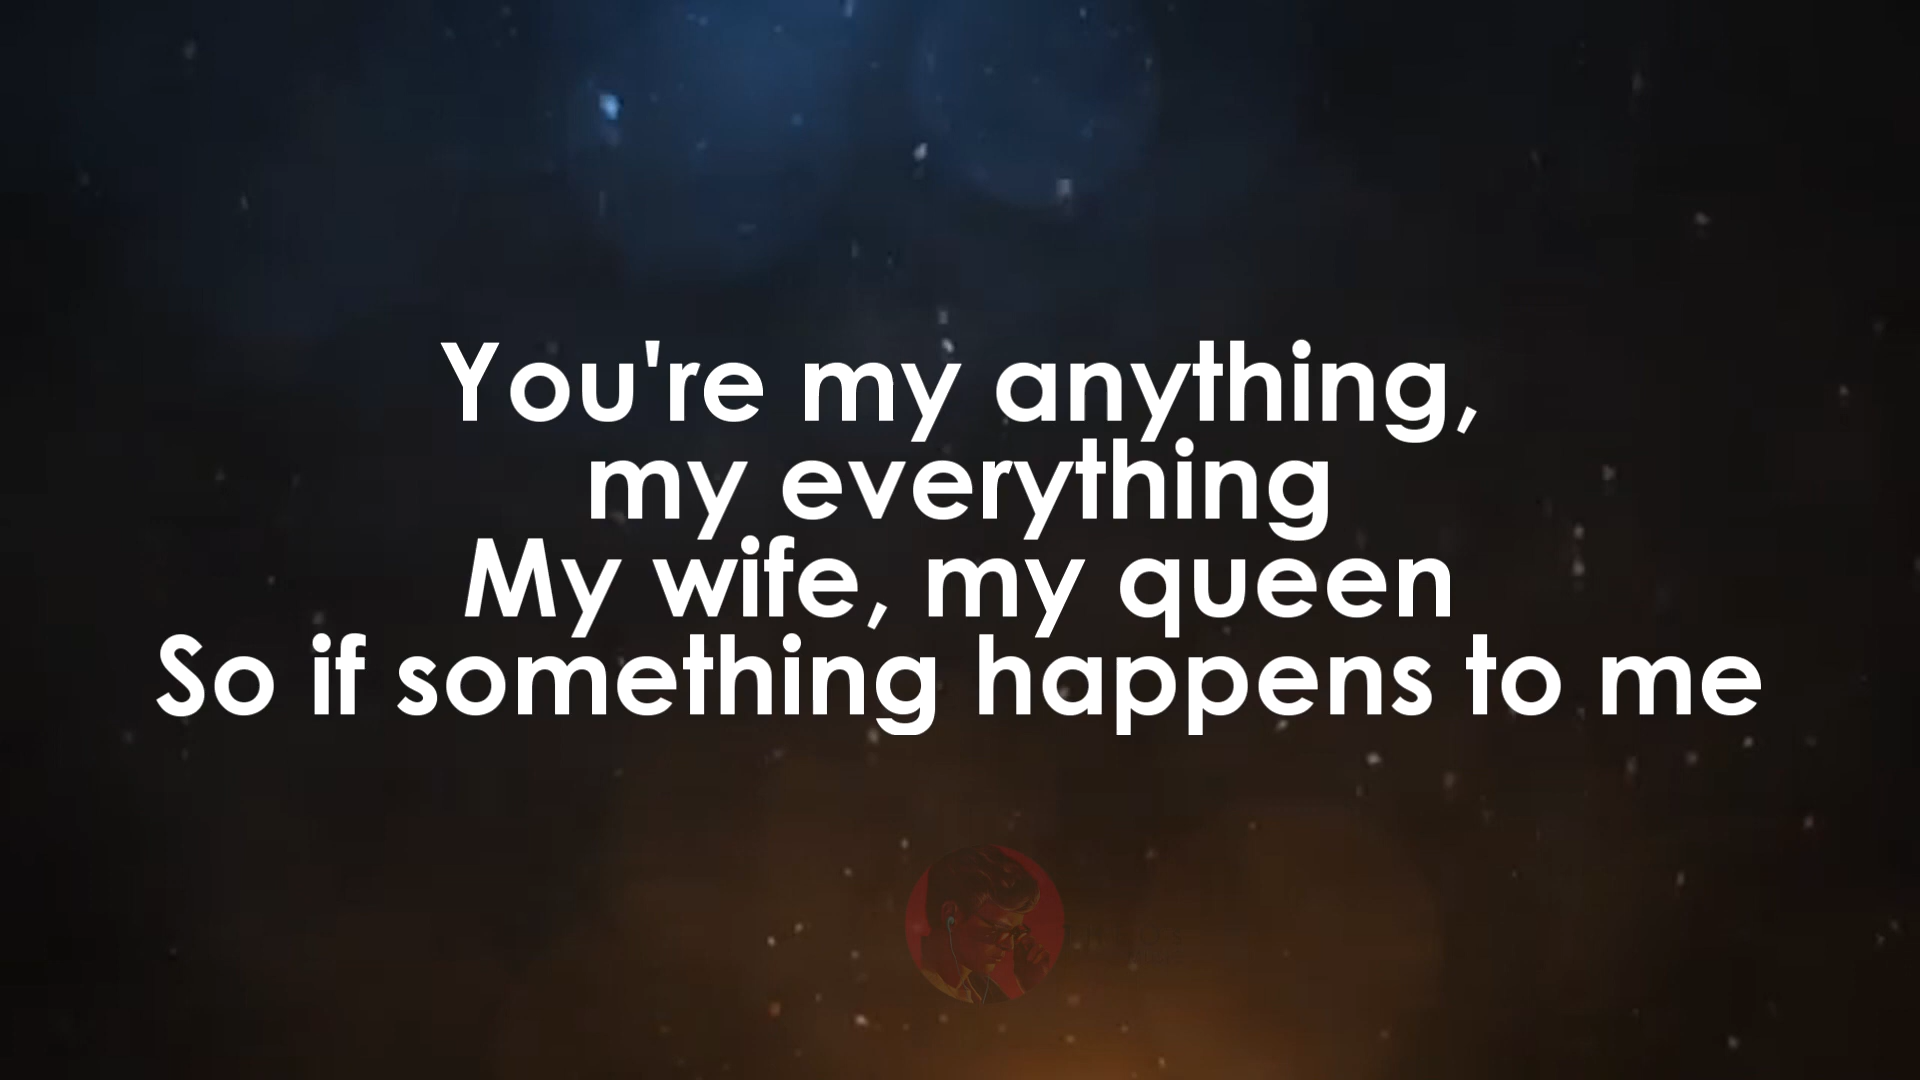 You're my anything,
my everything
My wife, my queen
So if something happens to me